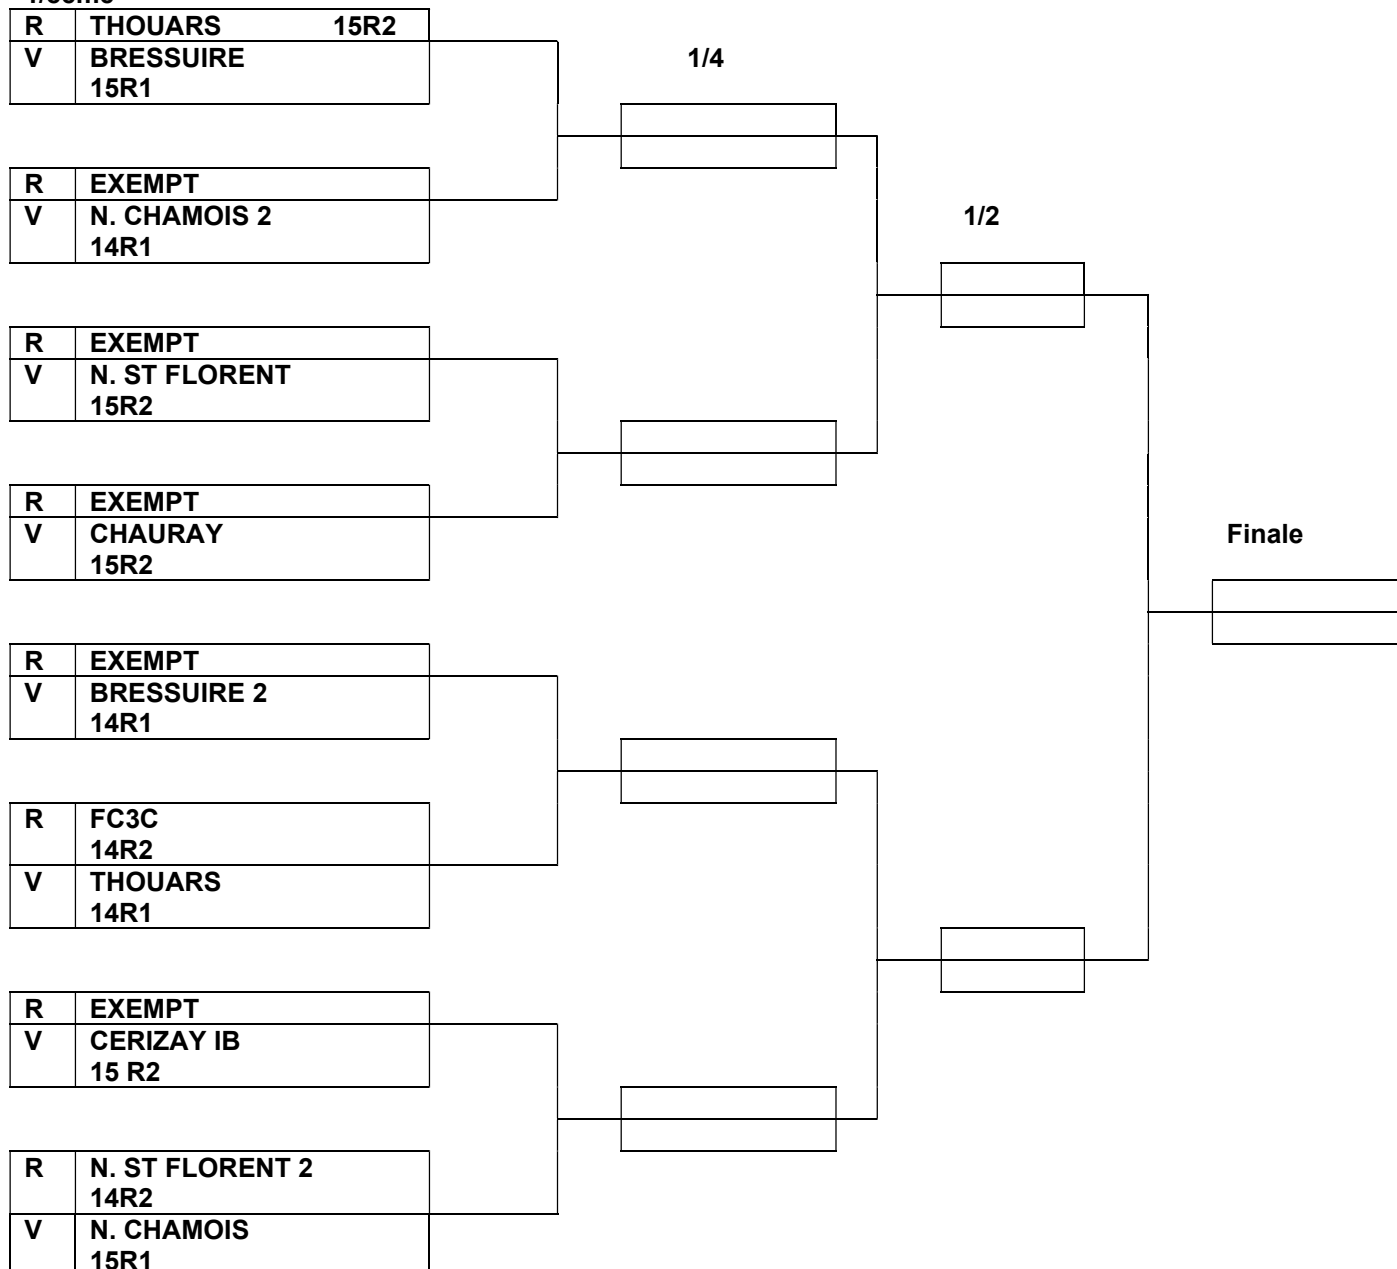 R THOUARS 15R2
V BRESSUIRE
15R1
1/4
R EXEMPT
V N. CHAMOIS 2
14R1
1/2
R EXEMPT
V N. ST FLORENT
15R2
R EXEMPT
V CHAURAY
15R2
Finale
R EXEMPT
V BRESSUIRE 2
14R1
R FC3C
14R2
V THOUARS
14R1
R EXEMPT
V CERIZAY IB
15 R2
R N. ST FLORENT 2
14R2
V N. CHAMOIS
15R1